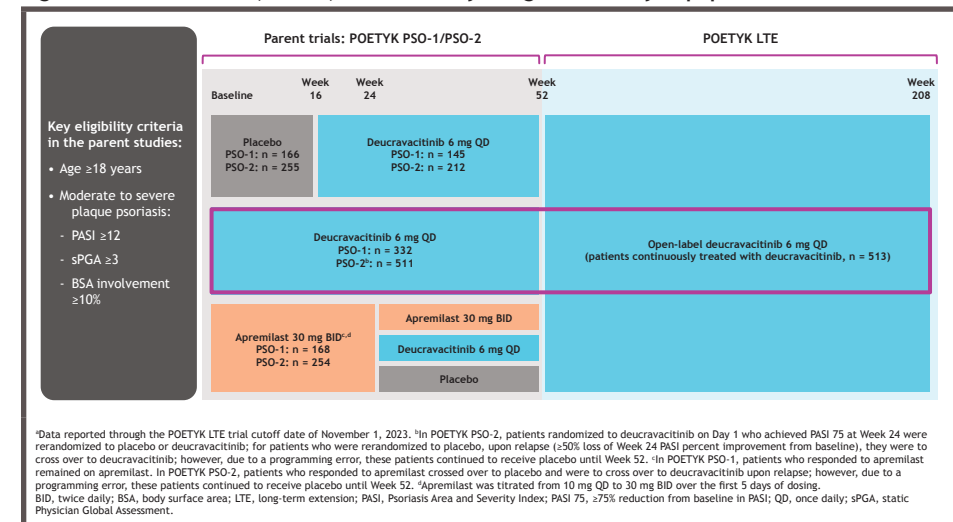 Parent trials: POETYK PSO-1/PSO-2
POETYK LTE
Baseline
Week
16
Week
24
Week
52
Week
208
Key eligibility criteria
in the parent studies:
• Age ≥18 years
• Moderate to severe
plaque psoriasis:
- PASI ≥12
- sPGA ≥3
- BSA involvement
≥10%
Placebo
PSO-1: n = 166
PSO-2: n = 255
Deucravacitinib 6 mg QD
PSO-1: n = 145
PSO-2: n = 212
Deucravacitinib 6 mg QD
PSO-1: n = 332
PSO-2ᵇ: n = 511
Open-label deucravacitinib 6 mg QD
(patients continuously treated with deucravacitinib, n = 513)
Apremilast 30 mg BIDᶜ,ᵈ
PSO-1: n = 168
PSO-2: n = 254
Apremilast 30 mg BID
Deucravacitinib 6 mg QD
Placebo
ᵃData reported through the POETYK LTE trial cutoff date of November 1, 2023. ᵇIn POETYK PSO-2, patients randomized to deucravacitinib on Day 1 who achieved PASI 75 at Week 24 were
rerandomized to placebo or deucravacitinib; for patients who were rerandomized to placebo, upon relapse (≥50% loss of Week 24 PASI percent improvement from baseline), they were to
cross over to deucravacitinib; however, due to a programming error, these patients continued to receive placebo until Week 52. ᶜIn POETYK PSO-1, patients who responded to apremilast
remained on apremilast. In POETYK PSO-2, patients who responded to apremilast crossed over to placebo and were to cross over to deucravacitinib upon relapse; however, due to a
programming error, these patients continued to receive placebo until Week 52. ᵈApremilast was titrated from 10 mg QD to 30 mg BID over the first 5 days of dosing.
BID, twice daily; BSA, body surface area; LTE, long-term extension; PASI, Psoriasis Area and Severity Index; PASI 75, ≥75% reduction from baseline in PASI; QD, once daily; sPGA, static
Physician Global Assessment.